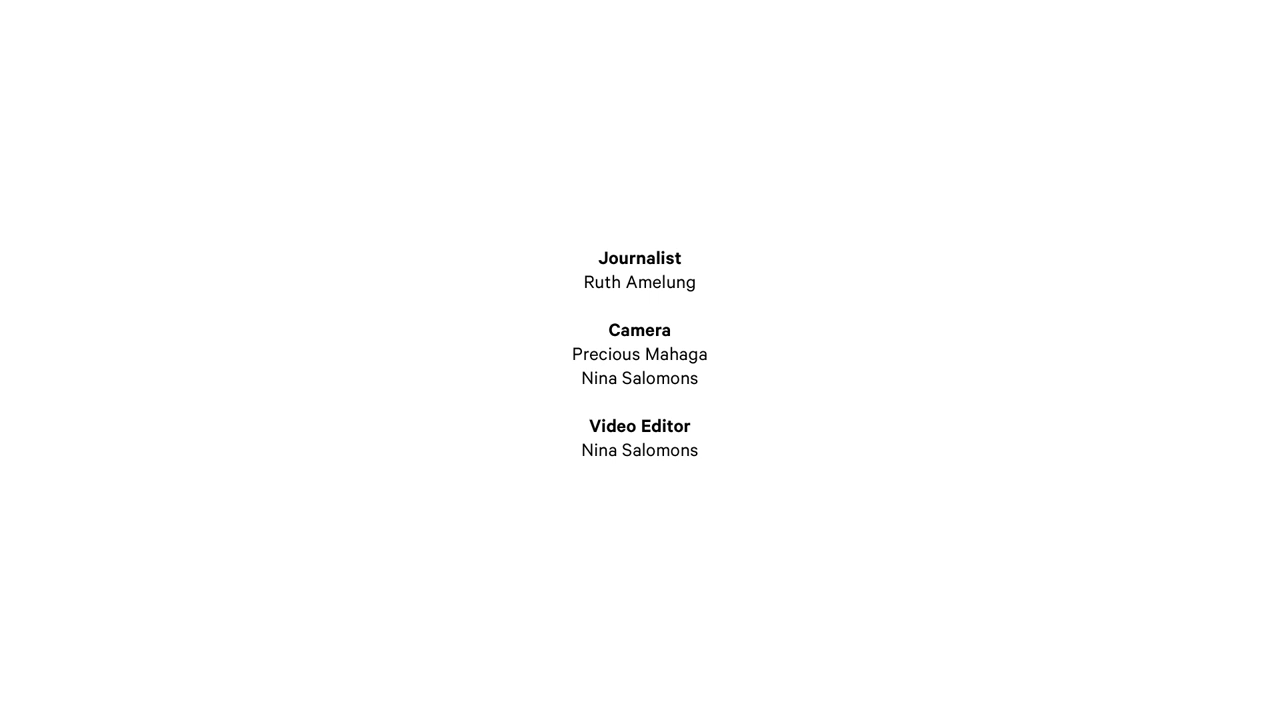 Journalist
Ruth Amelung
Camera
Precious Mahaga
Nina Salomons
Video Editor
Nina Salomons